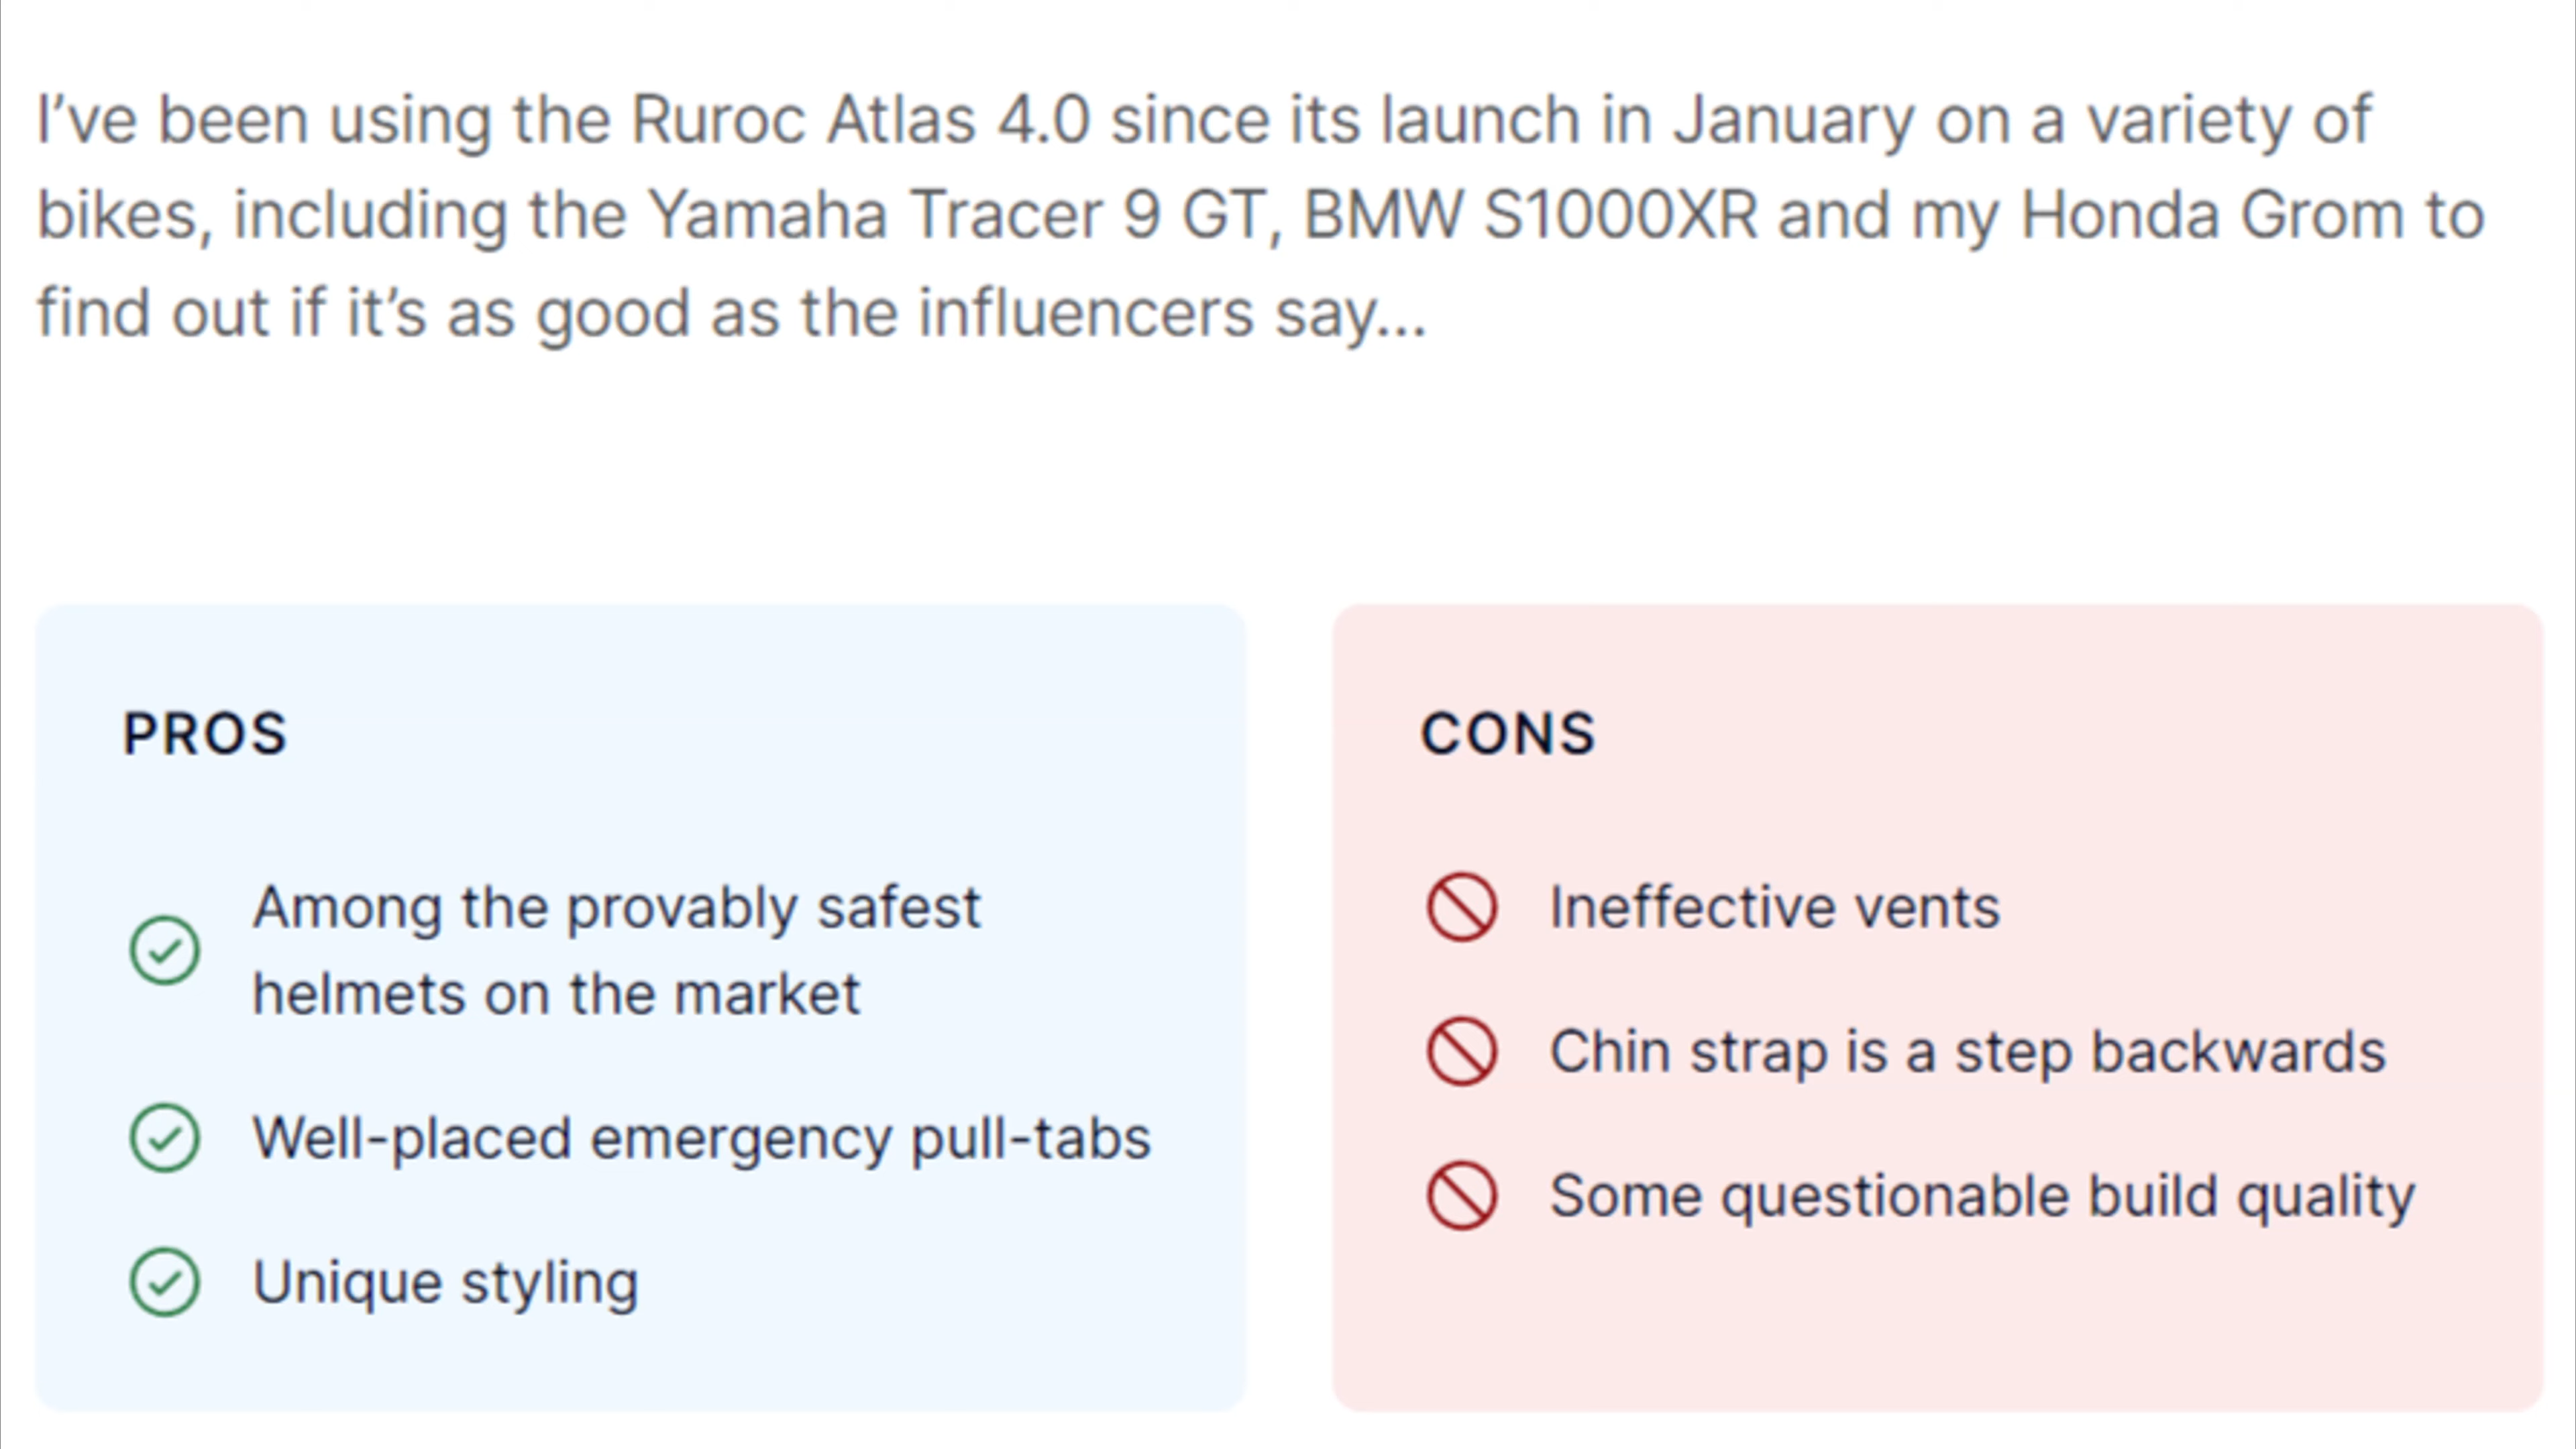 I’ve been using the Ruroc Atlas 4.0 since its launch in January on a variety of
bikes, including the Yamaha Tracer 9 GT, BMW S1000XR and my Honda Grom to
find out if it’s as good as the influencers say...
PROS
Among the provably safest
helmets on the market
Well-placed emergency pull-tabs
Unique styling
CONS
Ineffective vents
Chin strap is a step backwards
Some questionable build quality